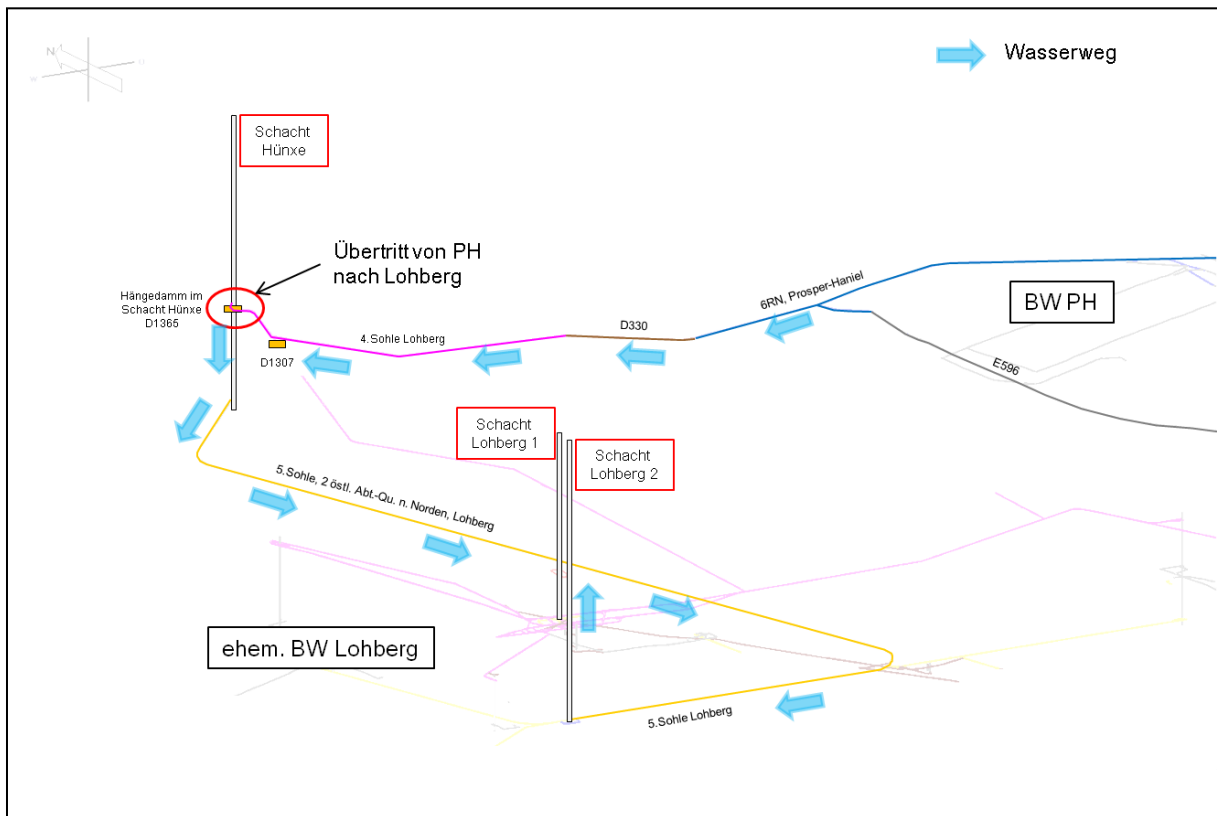 N
Wasserweg
Schacht
Hünxe
Übertritt von PH
nach Lohberg
Hängedamm im
Schacht Hünxe
D1365
6RN, Prosper-Haniel
BW PH
D330
4.Sohle Lohberg
D1307
E596
Schacht
Lohberg 1
Schacht
Lohberg 2
5.Sohle, 2 östl. Abt.-Qu. n. Norden, Lohberg
ehem. BW Lohberg
5.Sohle Lohberg